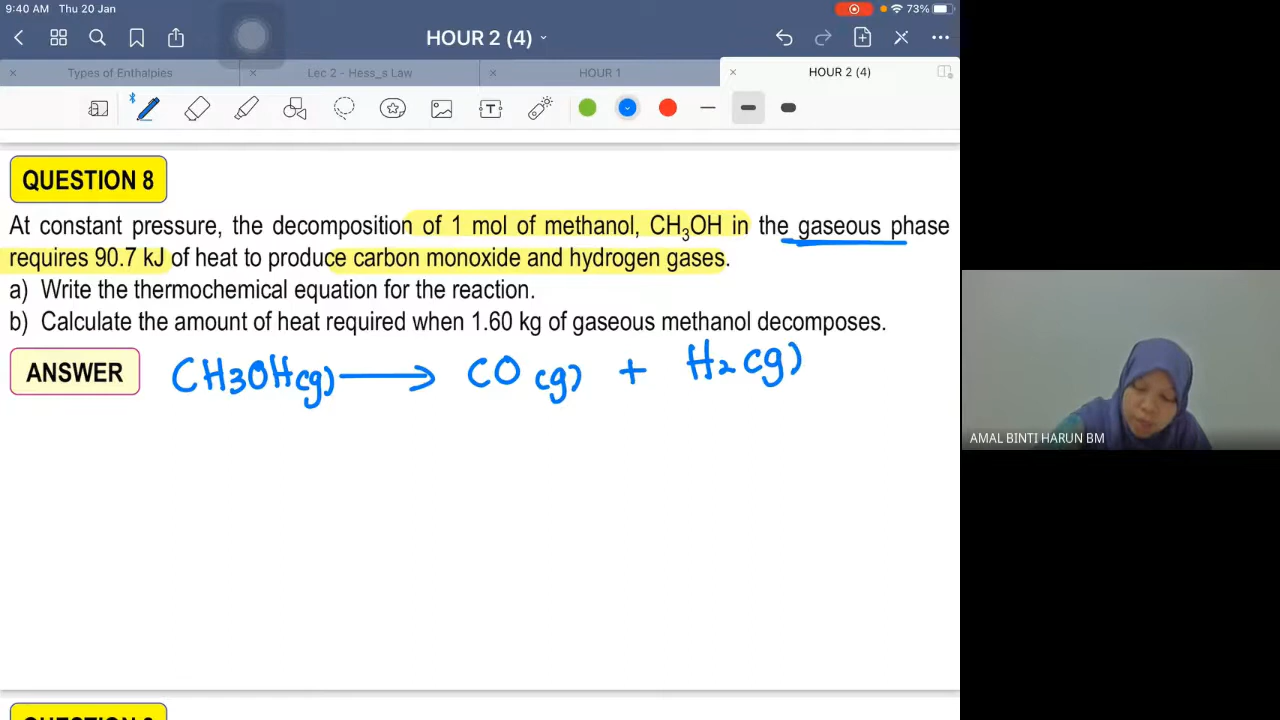 9:40 AM Thu 20 Jan
73%
HOUR 2 (4)
Types of Enthalpies
Lec 2 - Hess_s Law
HOUR 1
HOUR 2 (4)
QUESTION 8
At constant pressure, the decomposition of 1 mol of methanol, CH₃OH in the gaseous phase
requires 90.7 kJ of heat to produce carbon monoxide and hydrogen gases.
a) Write the thermochemical equation for the reaction.
b) Calculate the amount of heat required when 1.60 kg of gaseous methanol decomposes.
ANSWER CH3OH(g) → CO (g) + H₂ (g)
AMAL BINTI HARUN BM